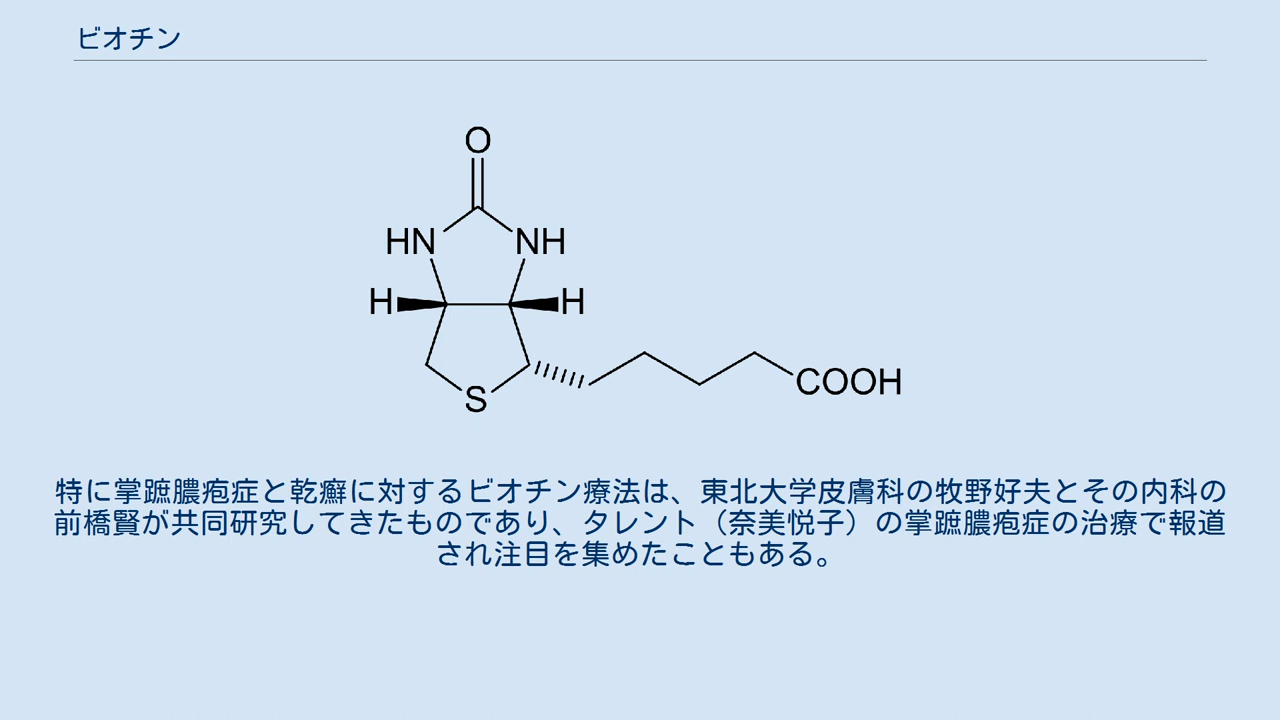 ビオチン
O
HN NH
H H
S COOH
特に掌蹠膿疱症と乾癬に対するビオチン療法は、東北大学皮膚科の牧野好夫とその内科の
前橋賢が共同研究してきたものであり、タレント（奈美悦子）の掌蹠膿疱症の治療で報道
され注目を集めたこともある。